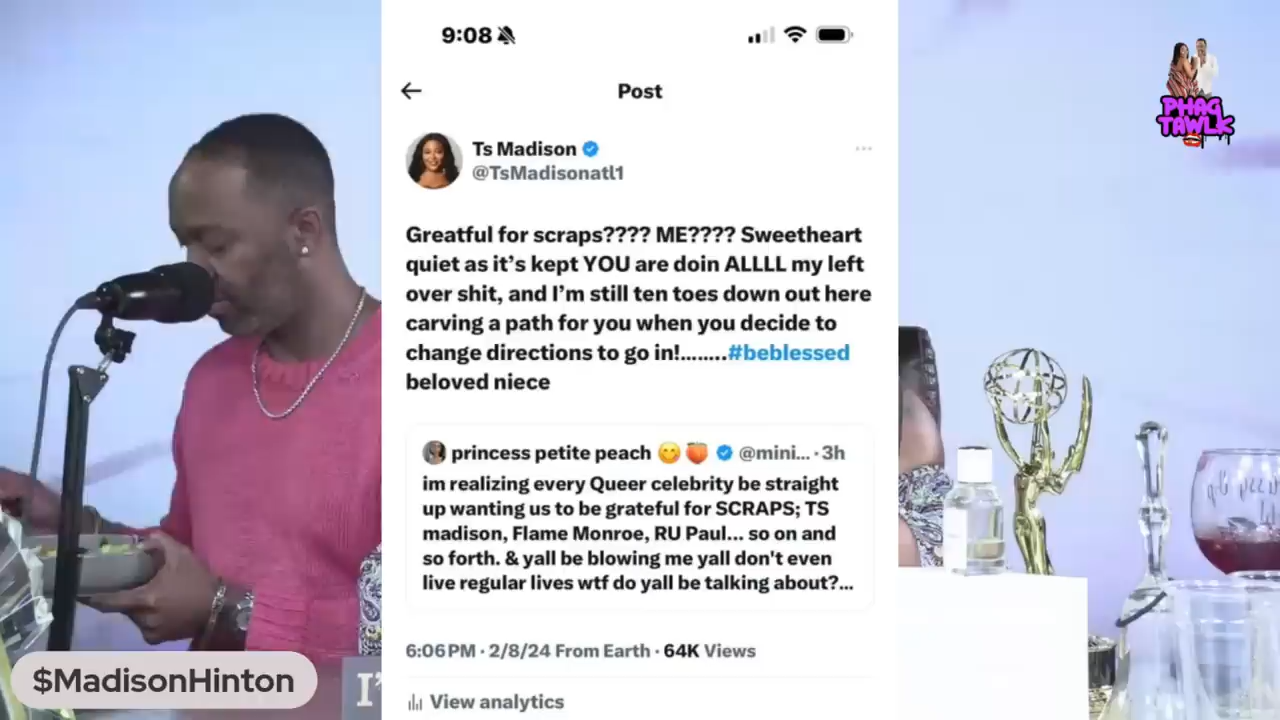 9:08
Post
Ts Madison
@TsMadisonatl1
Greatful for scraps???? ME???? Sweetheart
quiet as it's kept YOU are doin ALLLL my left
over shit, and I'm still ten toes down out here
carving a path for you when you decide to
change directions to go in!........#beblessed
beloved niece
princess petite peach 😋🍑 @mini... · 3h
im realizing every Queer celebrity be straight
up wanting us to be grateful for SCRAPS; TS
madison, Flame Monroe, RU Paul... so on and
so forth. & yall be blowing me yall don't even
live regular lives wtf do yall be talking about?...
6:06 PM · 2/8/24 From Earth · 64K Views
View analytics
PHAG
TAWLK
$MadisonHinton
I'